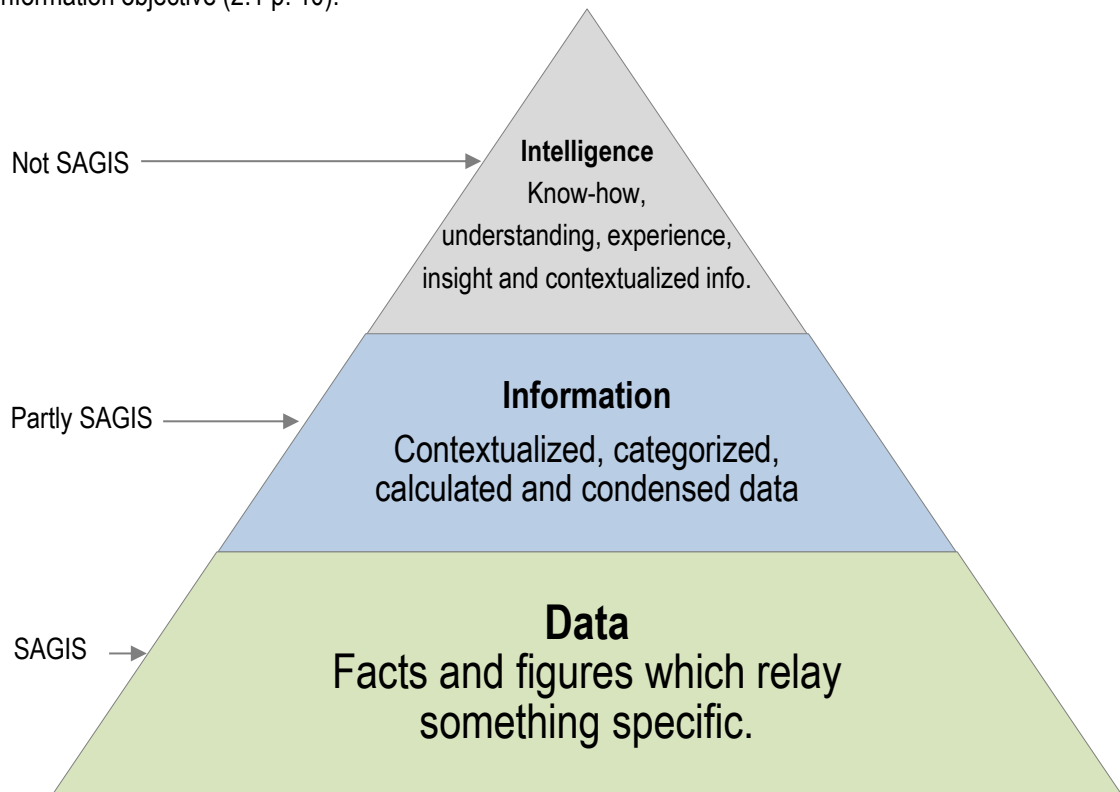 information objective (2.1 p. 10).
Intelligence
Not SAGIS
Know-how,
understanding, experience,
insight and contextualized info.
Information
Partly SAGIS
Contextualized, categorized,
calculated and condensed data
Data
SAGIS
Facts and figures which relay
something specific.